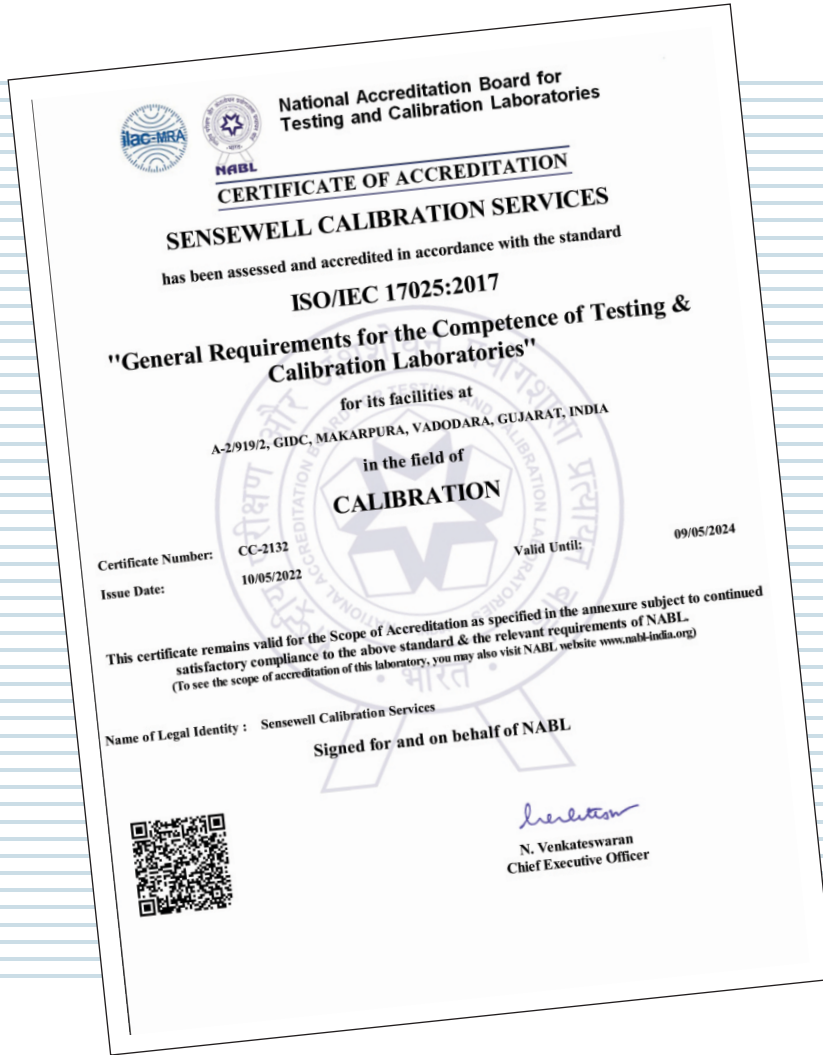 ilac-MRA
NABL
National Accreditation Board for
Testing and Calibration Laboratories
CERTIFICATE OF ACCREDITATION
SENSEWELL CALIBRATION SERVICES
has been assessed and accredited in accordance with the standard
ISO/IEC 17025:2017
"General Requirements for the Competence of Testing &
Calibration Laboratories"
for its facilities at
A-2/919/2, GIDC, MAKARPURA, VADODARA, GUJARAT, INDIA
in the field of
CALIBRATION
Certificate Number: CC-2132
Issue Date: 10/05/2022
Valid Until: 09/05/2024
This certificate remains valid for the Scope of Accreditation as specified in the annexure subject to continued
satisfactory compliance to the above standard & the relevant requirements of NABL.
(To see the scope of accreditation of this laboratory, you may also visit NABL website www.nabl-india.org)
Name of Legal Identity : Sensewell Calibration Services
Signed for and on behalf of NABL
N. Venkateswaran
Chief Executive Officer
भारत